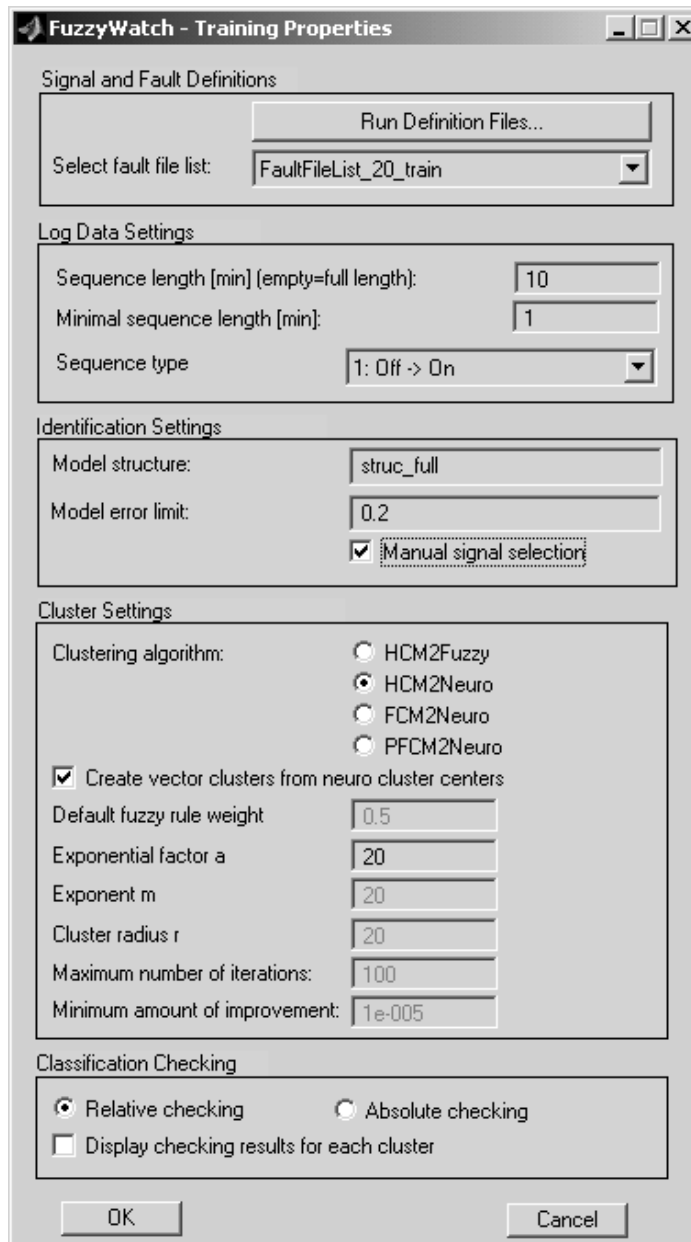 FuzzyWatch - Training Properties
Signal and Fault Definitions
Run Definition Files...
Select fault file list: FaultFileList_20_train
Log Data Settings
Sequence length [min] (empty=full length): 10
Minimal sequence length [min]: 1
Sequence type 1: Off -> On
Identification Settings
Model structure: struc_full
Model error limit: 0.2
Manual signal selection
Cluster Settings
Clustering algorithm: HCM2Fuzzy
HCM2Neuro
FCM2Neuro
PFCM2Neuro
Create vector clusters from neuro cluster centers
Default fuzzy rule weight 0.5
Exponential factor a 20
Exponent m 20
Cluster radius r 20
Maximum number of iterations: 100
Minimum amount of improvement: 1e-005
Classification Checking
Relative checking Absolute checking
Display checking results for each cluster
OK Cancel